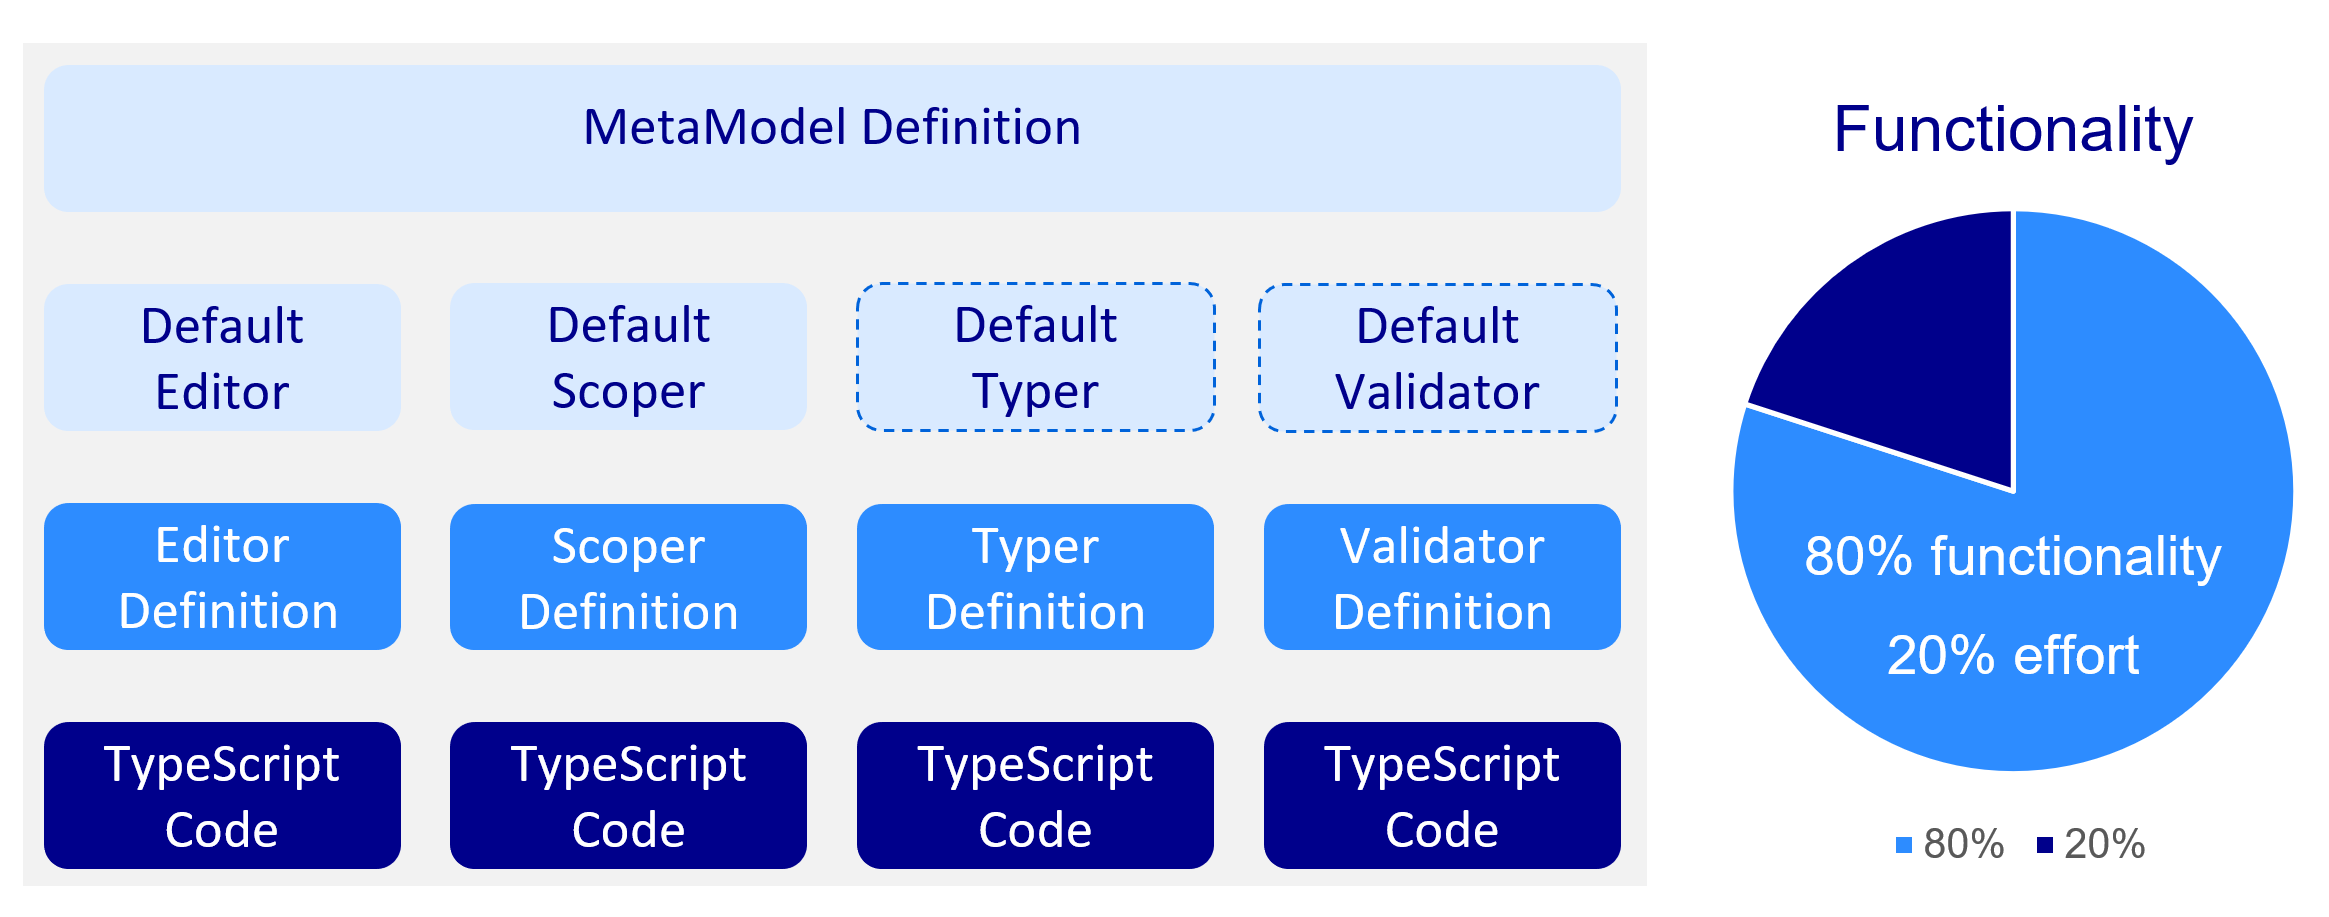 MetaModel Definition
Default
Editor
Default
Scoper
Default
Typer
Default
Validator
Editor
Definition
Scoper
Definition
Typer
Definition
Validator
Definition
TypeScript
Code
TypeScript
Code
TypeScript
Code
TypeScript
Code
Functionality
80% functionality
20% effort
80%
20%